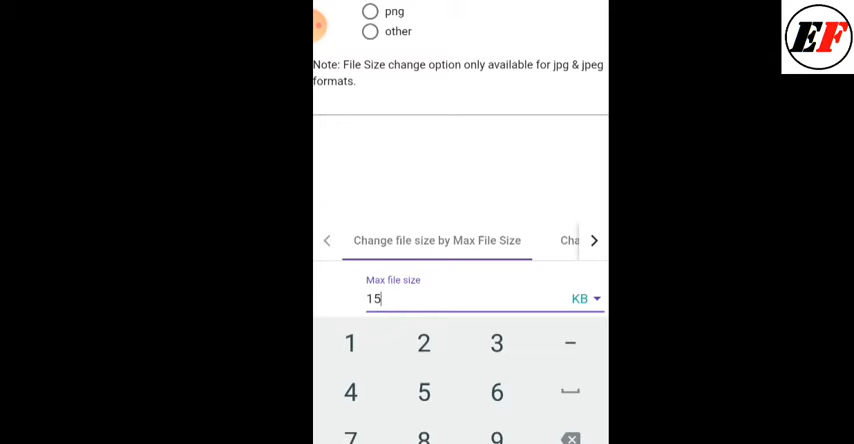 EF
png
other
Note: File Size change option only available for jpg & jpeg
formats.
Change file size by Max File Size
Cha
Max file size
15
KB
1 2 3 -
4 5 6
7 8 9